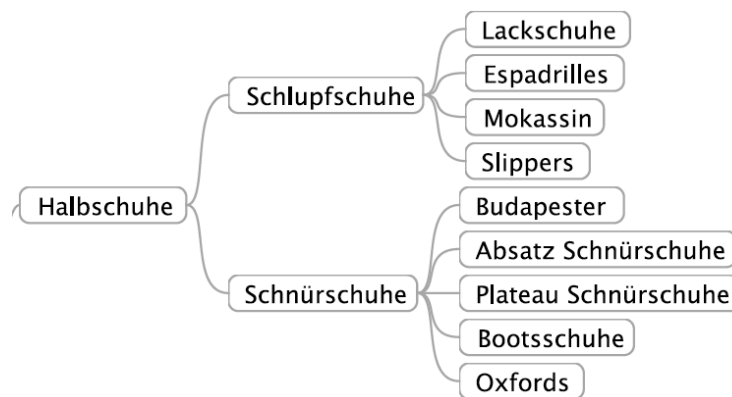 Halbschuhe
Schlupfschuhe
Lackschuhe
Espadrilles
Mokassin
Slippers
Schnürschuhe
Budapester
Absatz Schnürschuhe
Plateau Schnürschuhe
Bootsschuhe
Oxfords